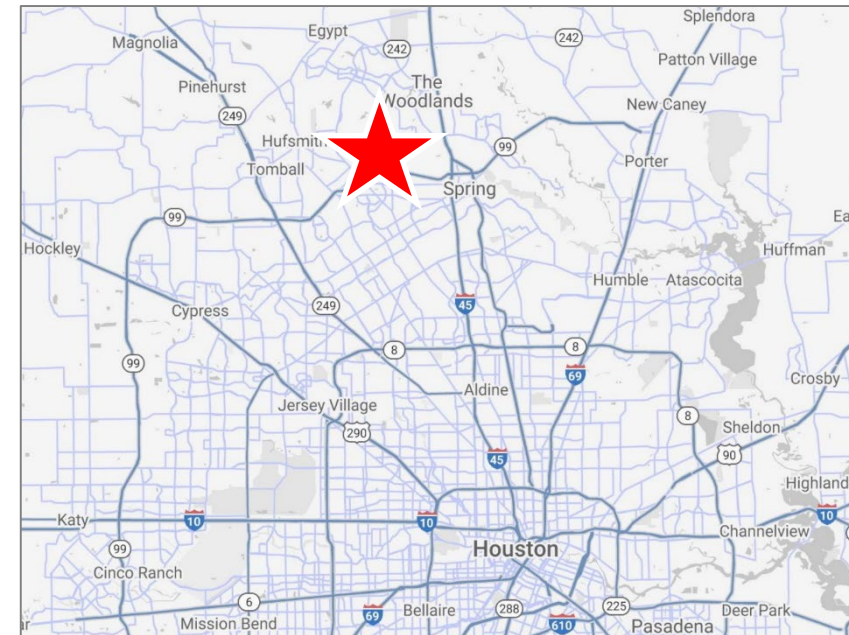 Splendora
Egypt
Magnolia
242
242
Patton Village
The
Woodlands
Pinehurst
New Caney
249
Hufsmith
99
Porter
Tomball
Spring
99
Hockley
Huffman
Humble
Atascocita
45
249
Cypress
8
8
99
69
Crosby
Aldine
Jersey Village
8
Sheldon
290
90
45
Highland
Katy
10
10
10
Channelview
99
Houston
Cinco Ranch
6
69
Bellaire
288
225
Deer Park
Mission Bend
610
Pasadena